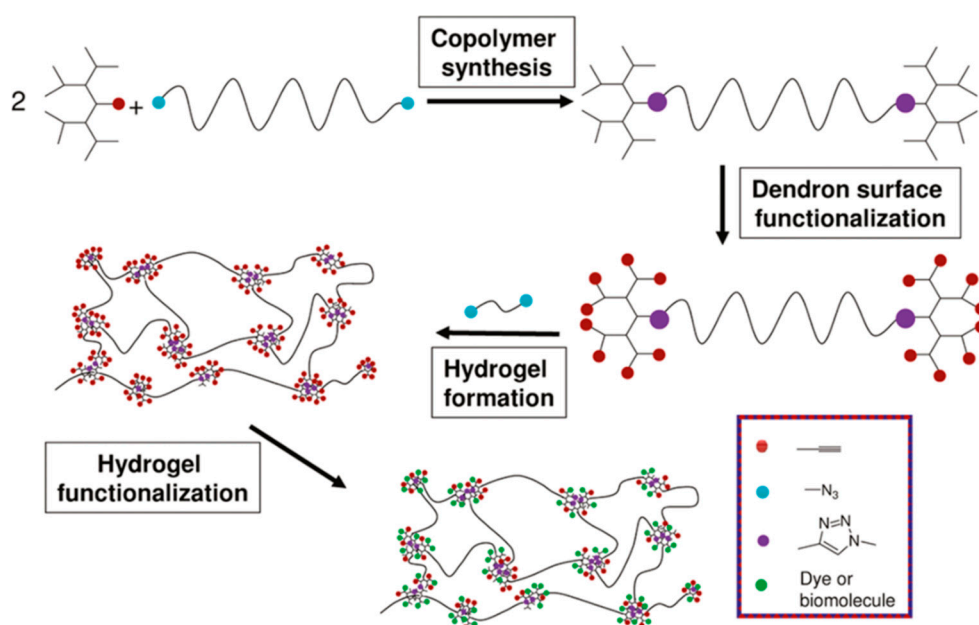 2
+
Copolymer
synthesis
Dendron surface
functionalization
Hydrogel
formation
Hydrogel
functionalization
—N₃
N=N
N
Dye or
biomolecule